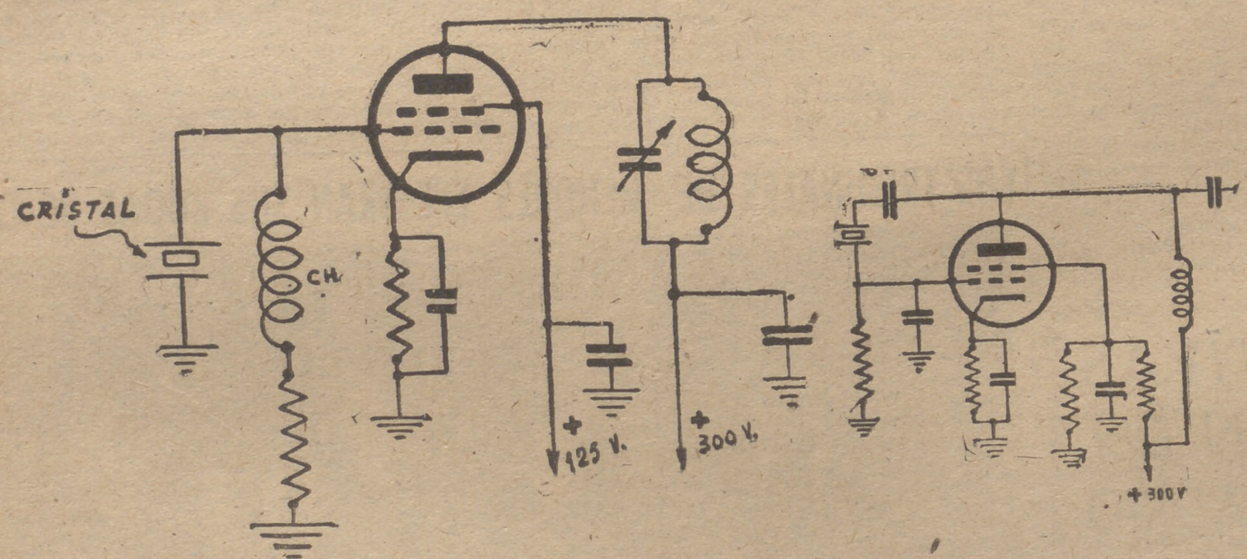 CRISTAL
CH.
+
125 V.
+
300 V.
+ 300 V